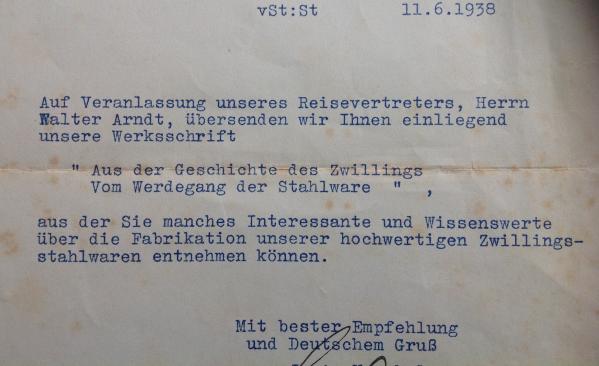 vSt:St 11.6.1938
Auf Veranlassung unseres Reisevertreters, Herrn
Walter Arndt, übersenden wir Ihnen einliegend
unsere Werksschrift
" Aus der Geschichte des Zwillings
Vom Werdegang der Stahlware " ,
aus der Sie manches Interessante und Wissenswerte
über die Fabrikation unserer hochwertigen Zwillings-
stahlwaren entnehmen können.
Mit bester Empfehlung
und Deutschem Gruß